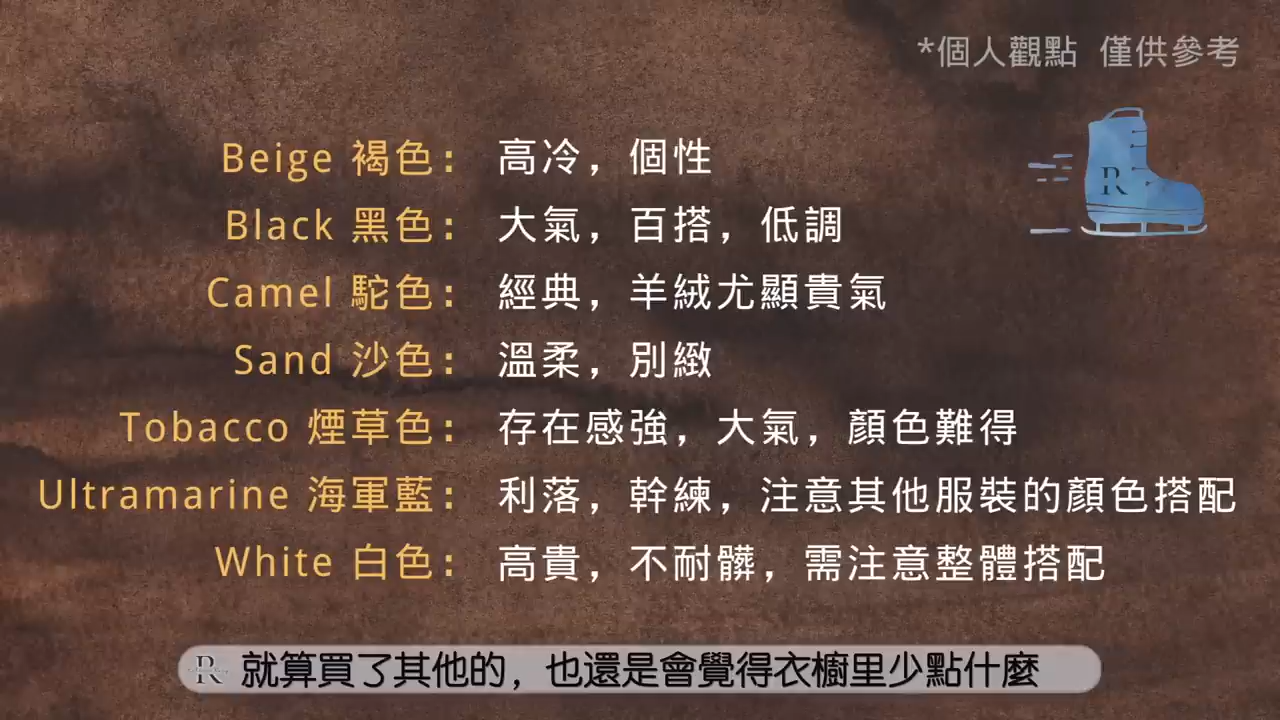 *個人觀點 僅供參考
R
Beige 褐色： 高冷，個性
Black 黑色： 大氣，百搭，低調
Camel 駝色： 經典，羊絨尤顯貴氣
Sand 沙色： 溫柔，別緻
Tobacco 煙草色： 存在感強，大氣，顏色難得
Ultramarine 海軍藍： 利落，幹練，注意其他服裝的顏色搭配
White 白色： 高貴，不耐髒，需注意整體搭配
R 就算買了其他的，也還是會覺得衣櫥里少點什麼